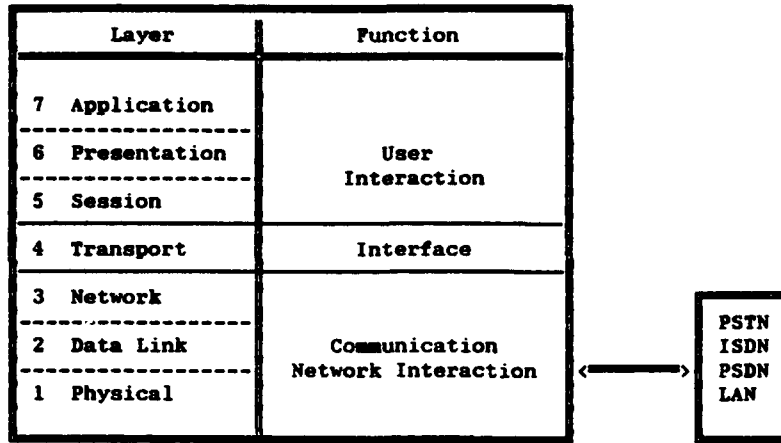 Layer Function
7 Application
6 Presentation User
Interaction
5 Session
4 Transport Interface
3 Network
PSTN
2 Data Link Communication ISDN
Network Interaction PSDN
1 Physical LAN